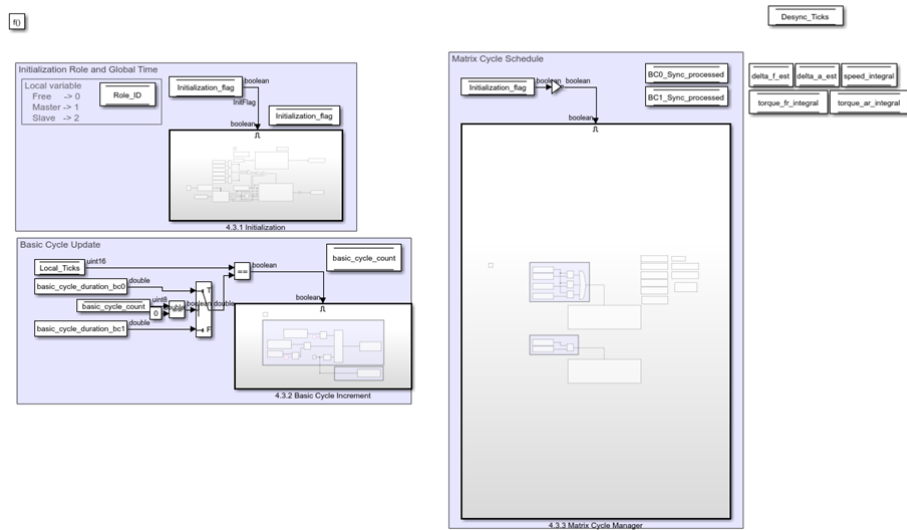 f()
Desync_Ticks
Initialization Role and Global Time
Local variable
Free -> 0
Master -> 1
Slave -> 2
Role_ID
Initialization_flag
boolean
InitFlag
Initialization_flag
boolean
4.3.1 Initialization
Basic Cycle Update
Local_Ticks
uint16
==
boolean
basic_cycle_count
basic_cycle_duration_bc0
double
T
basic_cycle_count
uint8
0
==
boolean
double
basic_cycle_duration_bc1
double
F
boolean
4.3.2 Basic Cycle Increment
Matrix Cycle Schedule
Initialization_flag
boolean
boolean
BC0_Sync_processed
BC1_Sync_processed
boolean
4.3.3 Matrix Cycle Manager
delta_f_est
delta_a_est
speed_integral
torque_fr_integral
torque_ar_integral